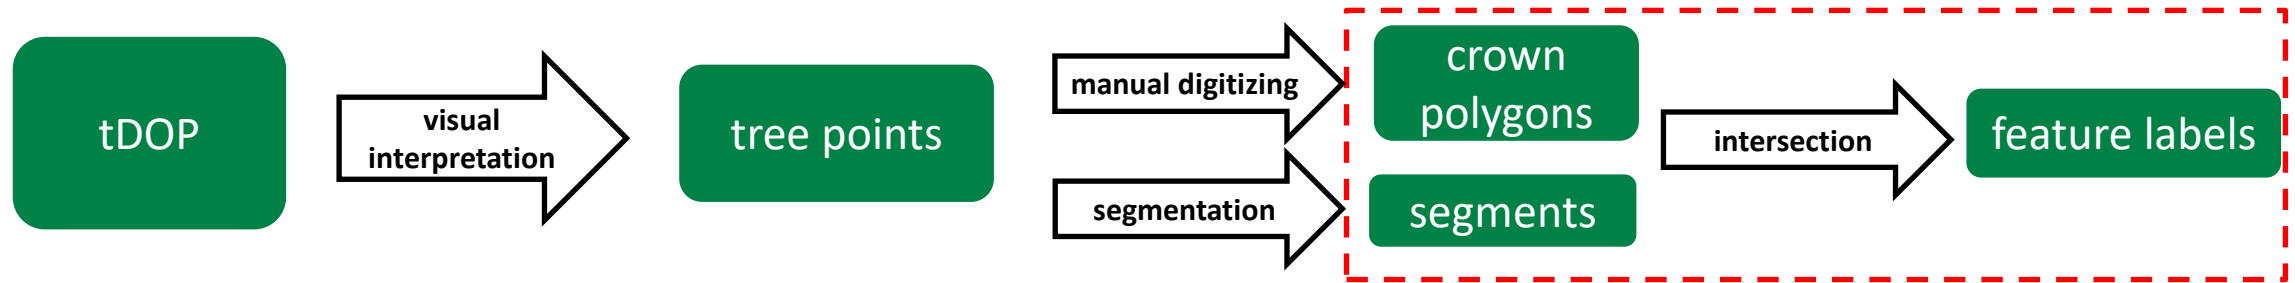 tDOP
visual
interpretation
tree points
manual digitizing
segmentation
crown
polygons
segments
intersection
feature labels